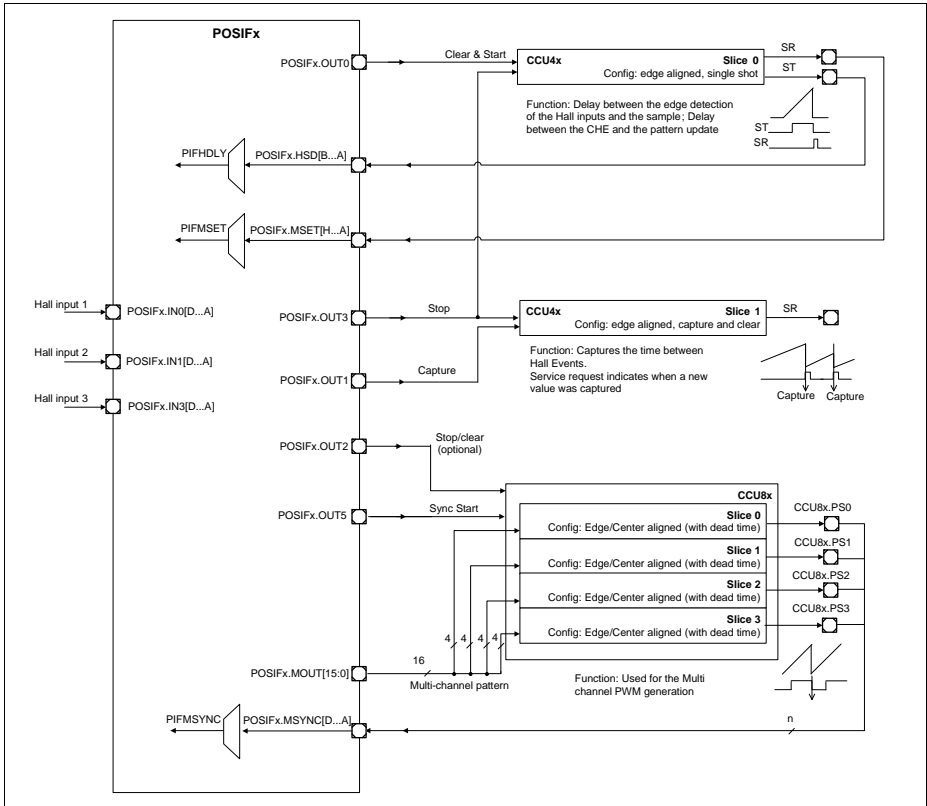 POSIFx
POSIFx.OUT0
Clear & Start
CCU4x
Slice 0
Config: edge aligned, single shot
SR
ST
Function: Delay between the edge detection
of the Hall inputs and the sample; Delay
between the CHE and the pattern update
ST
SR
PIFHDLY
POSIFx.HSD[B...A]
PIFMSET
POSIFx.MSET[H...A]
Hall input 1
POSIFx.IN0[D...A]
Hall input 2
POSIFx.IN1[D...A]
Hall input 3
POSIFx.IN3[D...A]
POSIFx.OUT3
Stop
CCU4x
Slice 1
Config: edge aligned, capture and clear
SR
POSIFx.OUT1
Capture
Function: Captures the time between
Hall Events.
Service request indicates when a new
value was captured
Capture
Capture
POSIFx.OUT2
Stop/clear
(optional)
POSIFx.OUT5
Sync Start
CCU8x
Slice 0
Config: Edge/Center aligned (with dead time)
Slice 1
Config: Edge/Center aligned (with dead time)
Slice 2
Config: Edge/Center aligned (with dead time)
Slice 3
Config: Edge/Center aligned (with dead time)
CCU8x.PS0
CCU8x.PS1
CCU8x.PS2
CCU8x.PS3
4
4
4
4
POSIFx.MOUT[15:0]
16
Multi-channel pattern
Function: Used for the Multi
channel PWM generation
PIFMSYNC
POSIFx.MSYNC[D...A]
n